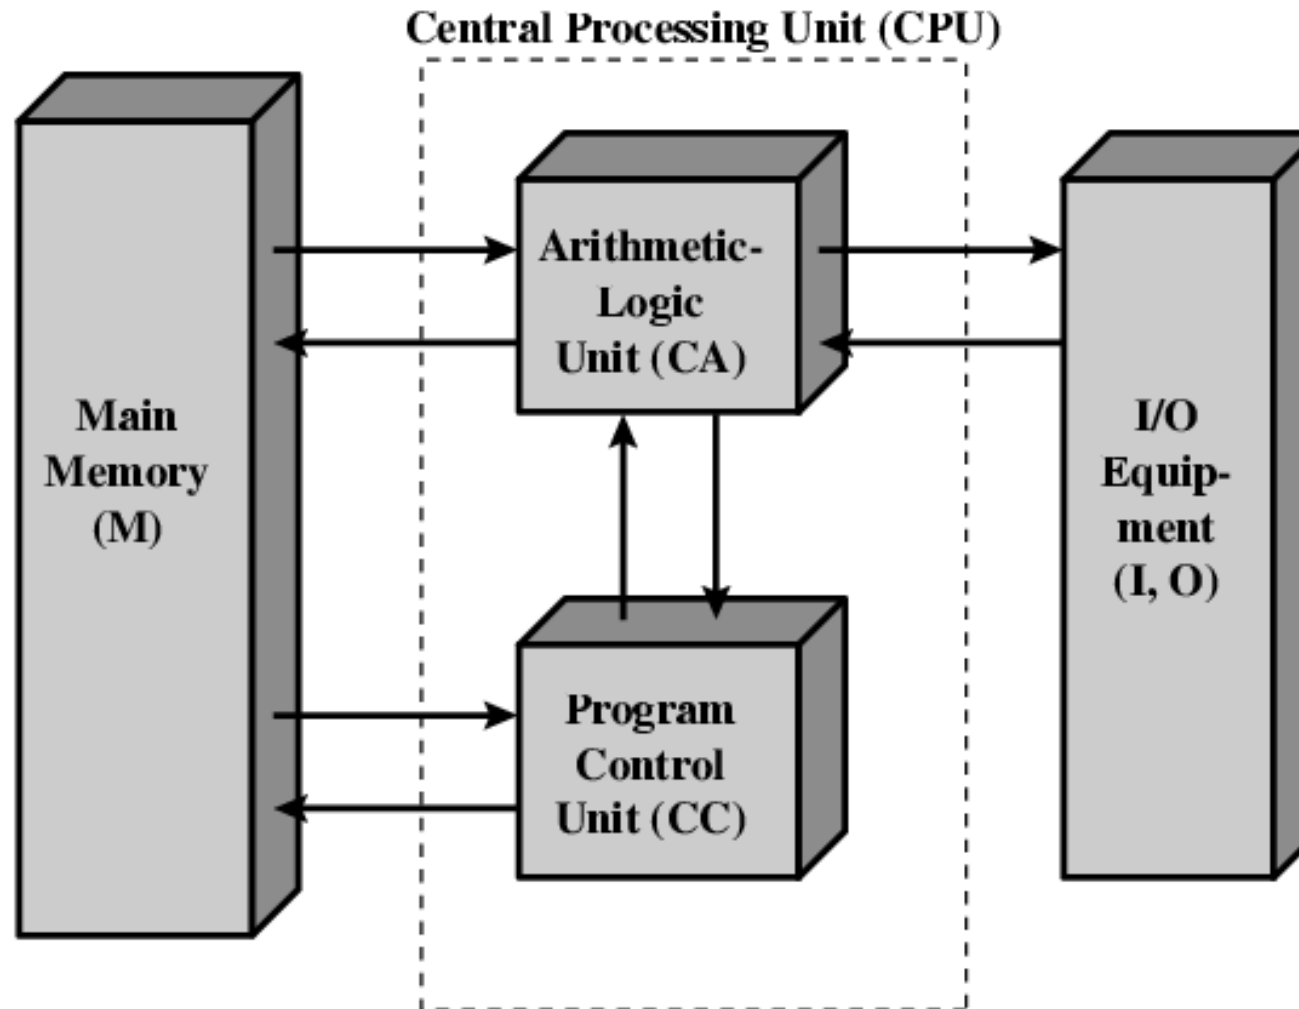 Central Processing Unit (CPU)
Main
Memory
(M)
Arithmetic-
Logic
Unit (CA)
Program
Control
Unit (CC)
I/O
Equip-
ment
(I, O)